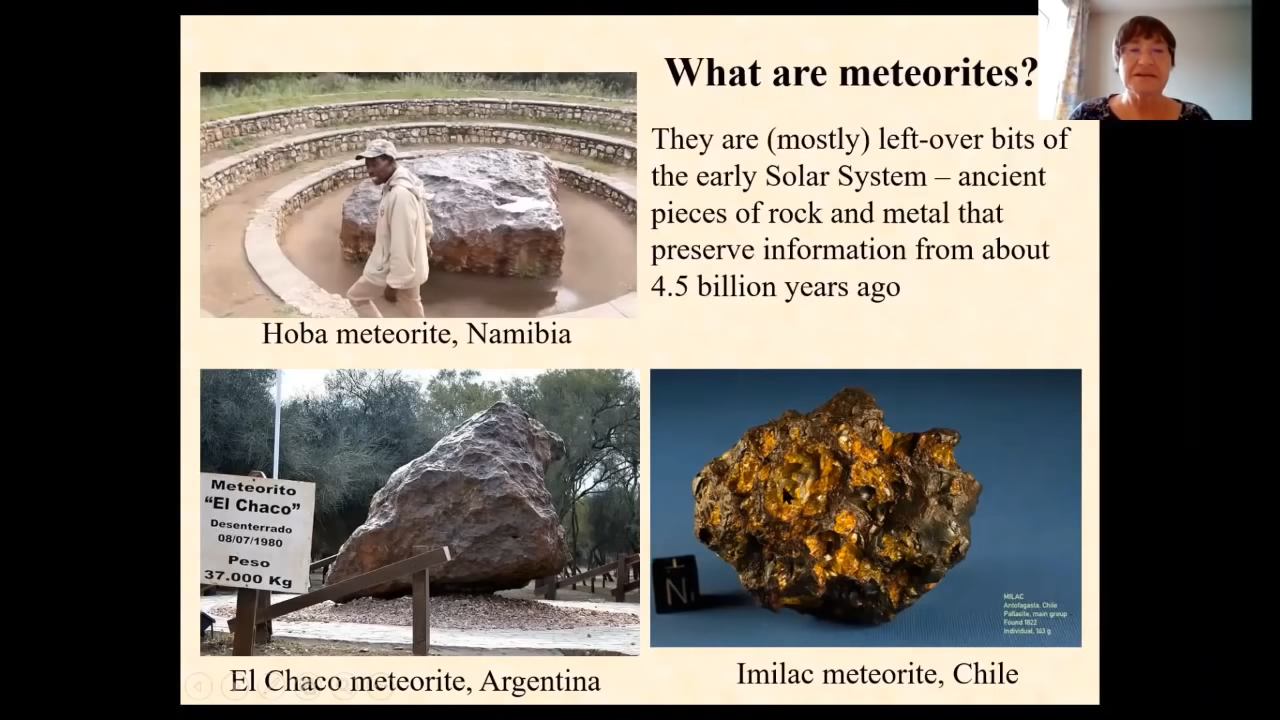 What are meteorites?
They are (mostly) left-over bits of
the early Solar System – ancient
pieces of rock and metal that
preserve information from about
4.5 billion years ago
Hoba meteorite, Namibia
Meteorito
“El Chaco”
Desenterrado
08/07/1980
Peso
37.000 Kg
El Chaco meteorite, Argentina
N
IMILAC
Antofagasta, Chile
Pallasite, main group
Found 1822
Individual, 163 g
Imilac meteorite, Chile